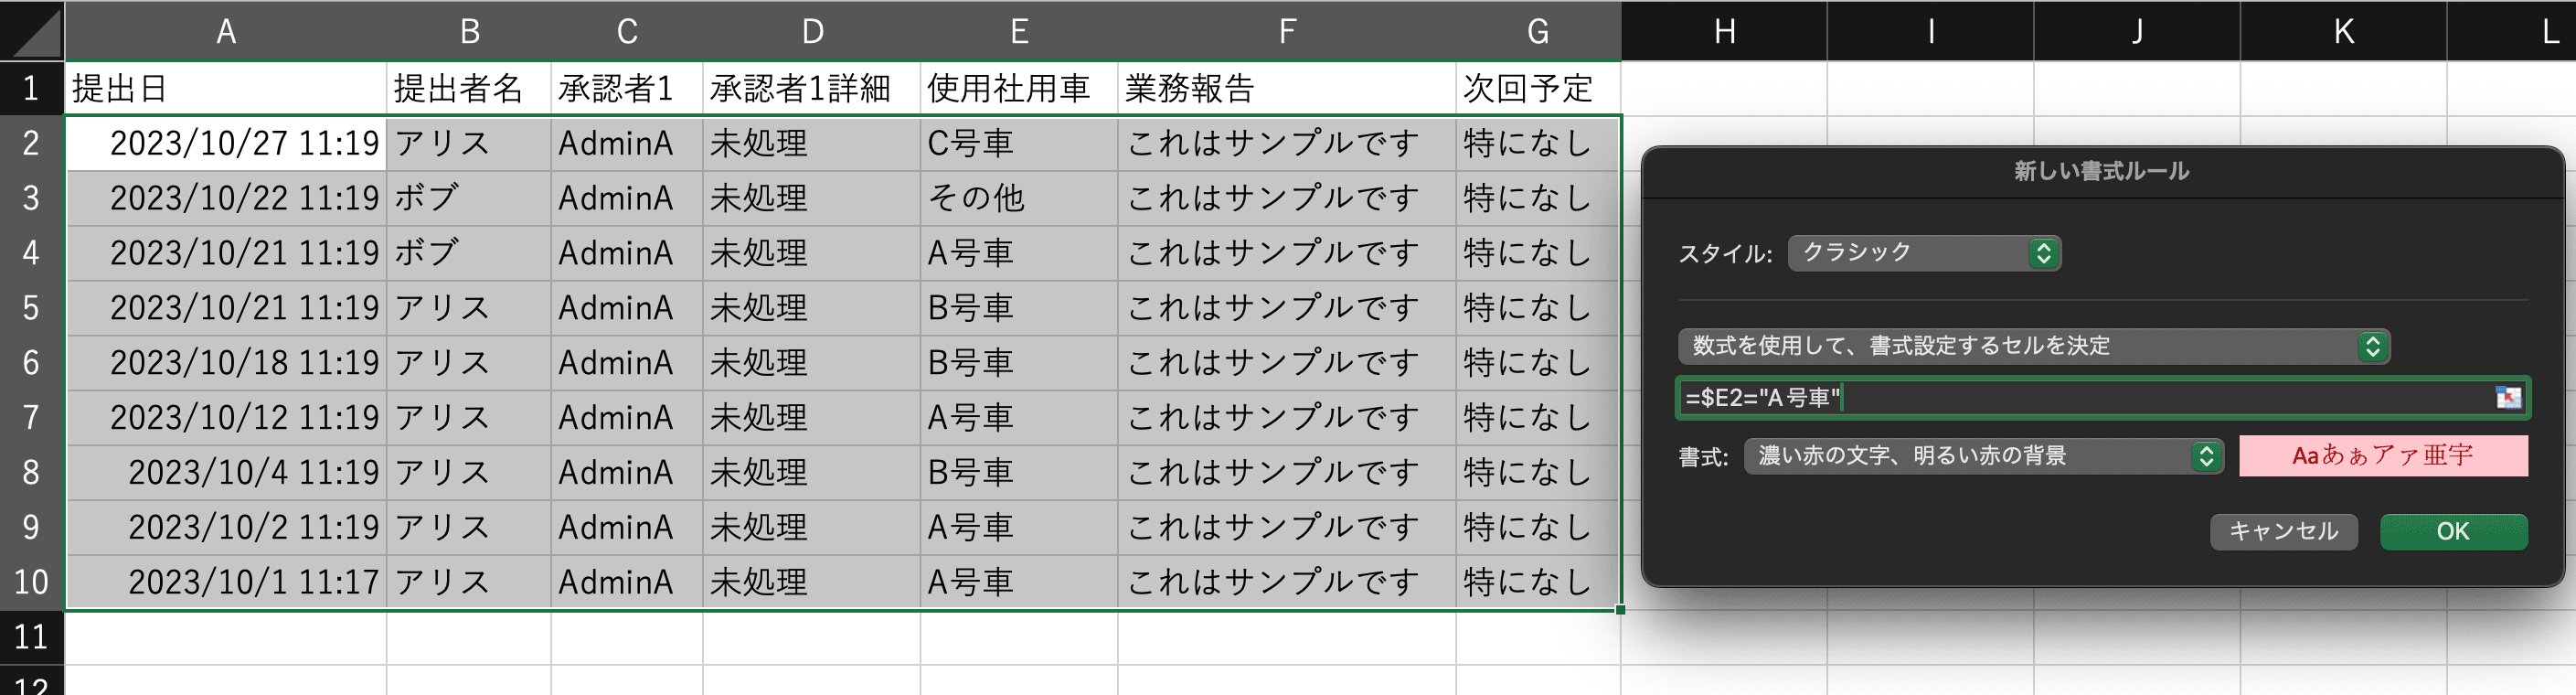 A B C D E F G H I J K L
1 提出日 提出者名 承認者1 承認者1詳細 使用社用車 業務報告 次回予定
2 2023/10/27 11:19 アリス AdminA 未処理 C号車 これはサンプルです 特になし
3 2023/10/22 11:19 ボブ AdminA 未処理 その他 これはサンプルです 特になし
4 2023/10/21 11:19 ボブ AdminA 未処理 A号車 これはサンプルです 特になし
5 2023/10/21 11:19 アリス AdminA 未処理 B号車 これはサンプルです 特になし
6 2023/10/18 11:19 アリス AdminA 未処理 B号車 これはサンプルです 特になし
7 2023/10/12 11:19 アリス AdminA 未処理 A号車 これはサンプルです 特になし
8 2023/10/4 11:19 アリス AdminA 未処理 B号車 これはサンプルです 特になし
9 2023/10/2 11:19 アリス AdminA 未処理 A号車 これはサンプルです 特になし
10 2023/10/1 11:17 アリス AdminA 未処理 A号車 これはサンプルです 特になし
11
12
新しい書式ルール
スタイル: クラシック
数式を使用して、書式設定するセルを決定
=$E2="A号車"
書式: 濃い赤の文字、明るい赤の背景 Aaあぁアァ亜宇
キャンセル OK